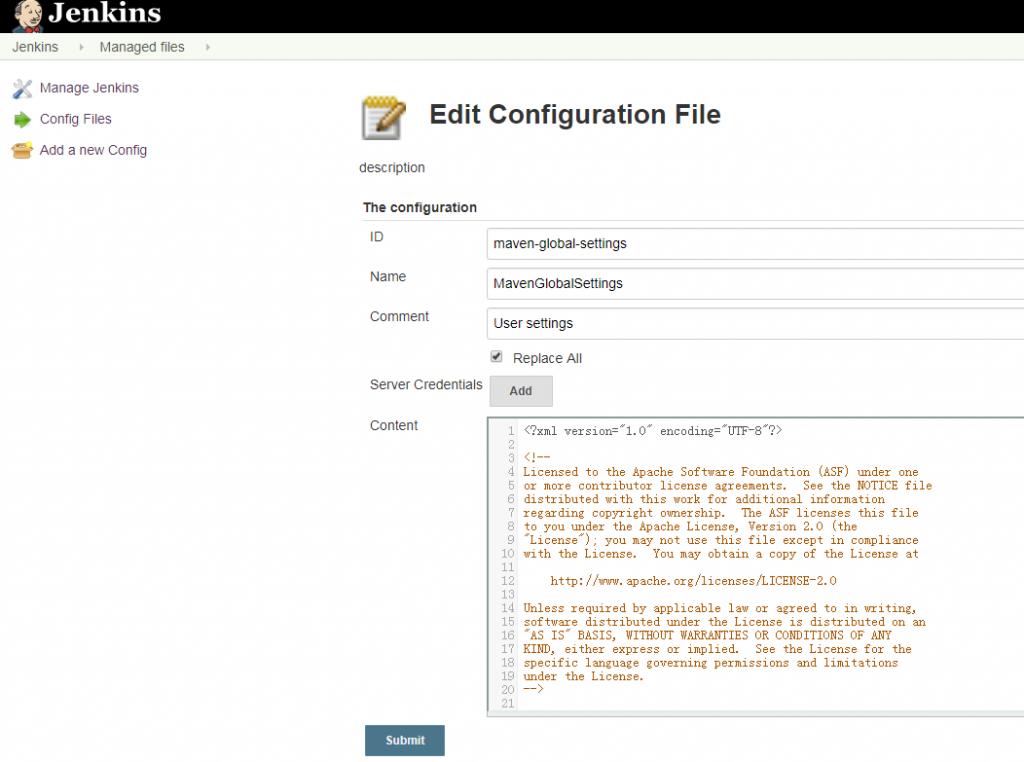 Jenkins
Jenkins Managed files
Manage Jenkins
Config Files
Add a new Config
Edit Configuration File
description
The configuration
ID maven-global-settings
Name MavenGlobalSettings
Comment User settings
Replace All
Server Credentials Add
Content
1 <?xml version="1.0" encoding="UTF-8"?>
2
3 <!--
4 Licensed to the Apache Software Foundation (ASF) under one
5 or more contributor license agreements.  See the NOTICE file
6 distributed with this work for additional information
7 regarding copyright ownership.  The ASF licenses this file
8 to you under the Apache License, Version 2.0 (the
9 "License"); you may not use this file except in compliance
10 with the License.  You may obtain a copy of the License at
11
12     http://www.apache.org/licenses/LICENSE-2.0
13
14 Unless required by applicable law or agreed to in writing,
15 software distributed under the License is distributed on an
16 "AS IS" BASIS, WITHOUT WARRANTIES OR CONDITIONS OF ANY
17 KIND, either express or implied.  See the License for the
18 specific language governing permissions and limitations
19 under the License.
20 -->
21
Submit